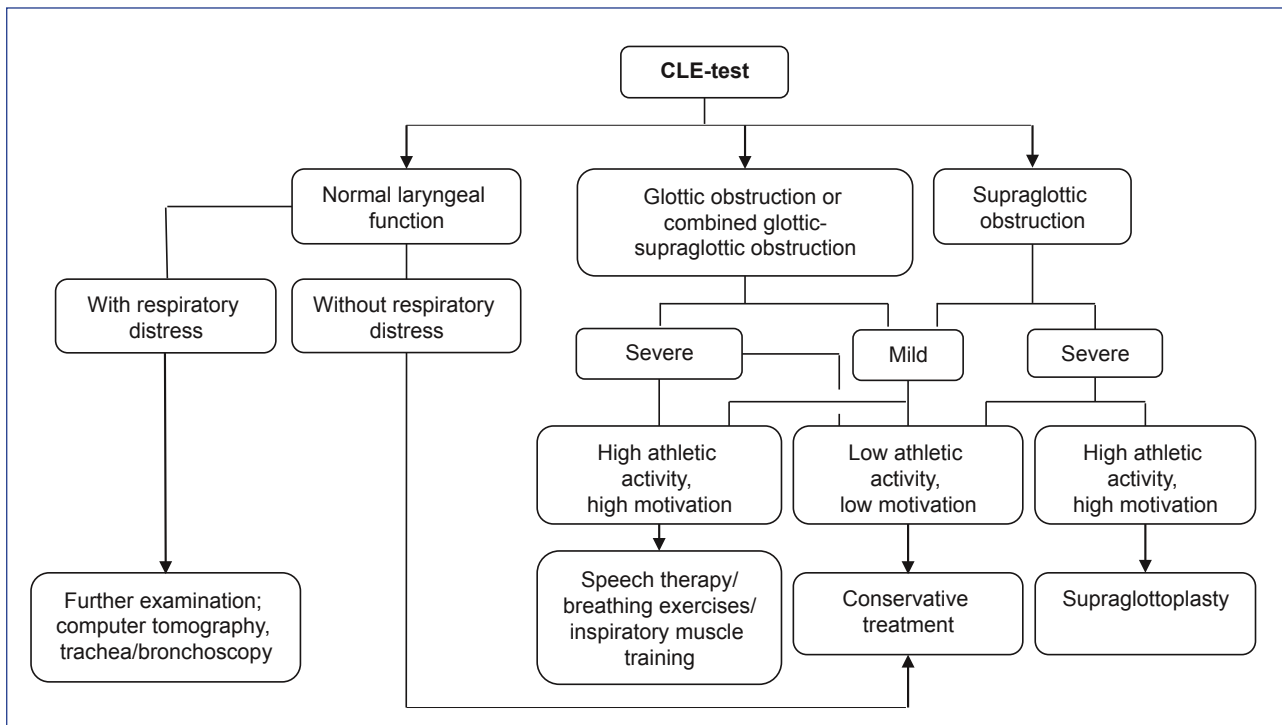 CLE-test
Normal laryngeal
function
Glottic obstruction or
combined glottic-
supraglottic obstruction
Supraglottic
obstruction
With respiratory
distress
Without respiratory
distress
Severe
Mild
Severe
High athletic
activity,
high motivation
Low athletic
activity,
low motivation
High athletic
activity,
high motivation
Further examination;
computer tomography,
trachea/bronchoscopy
Speech therapy/
breathing exercises/
inspiratory muscle
training
Conservative
treatment
Supraglottoplasty